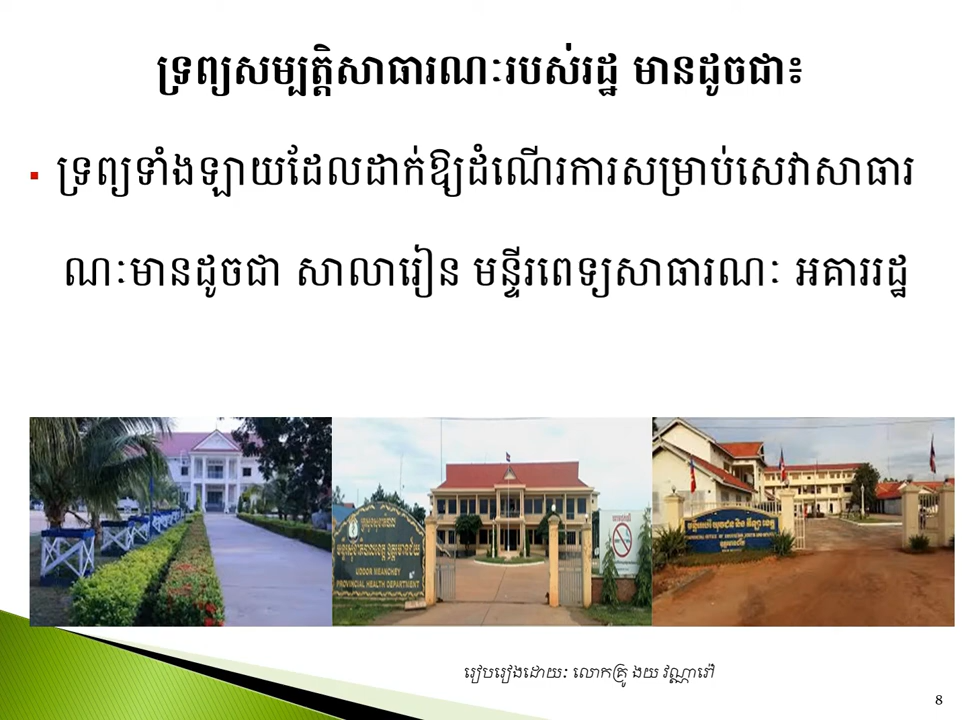 ទ្រព្យសម្បត្តិសាធារណៈរបស់រដ្ឋ មានដូចជា៖
ទ្រព្យទាំងឡាយដែលដាក់ឱ្យដំណើរការសម្រាប់សេវាសាធារ
ណៈមានដូចជា សាលារៀន មន្ទីរពេទ្យសាធារណៈ អគាររដ្ឋ
UDDOR MEANCHEY
PROVINCIAL HEALTH DEPARTMENT
រៀបរៀងដោយៈ លោកគ្រូ ងយ វណ្ណារៅ
8